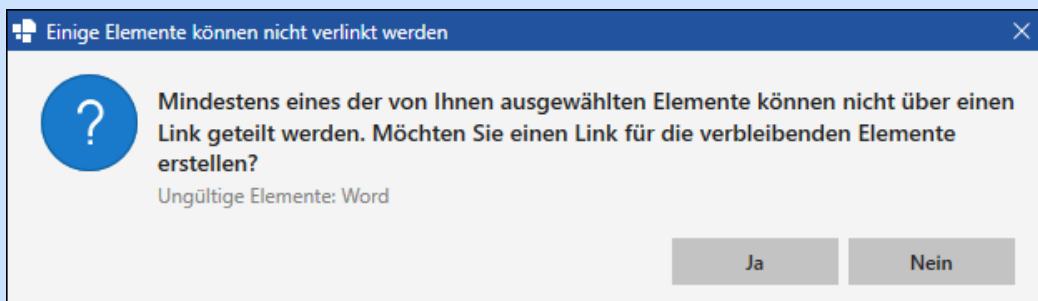 Einige Elemente können nicht verlinkt werden
Mindestens eines der von Ihnen ausgewählten Elemente können nicht über einen
Link geteilt werden. Möchten Sie einen Link für die verbleibenden Elemente
erstellen?
Ungültige Elemente: Word
Ja
Nein